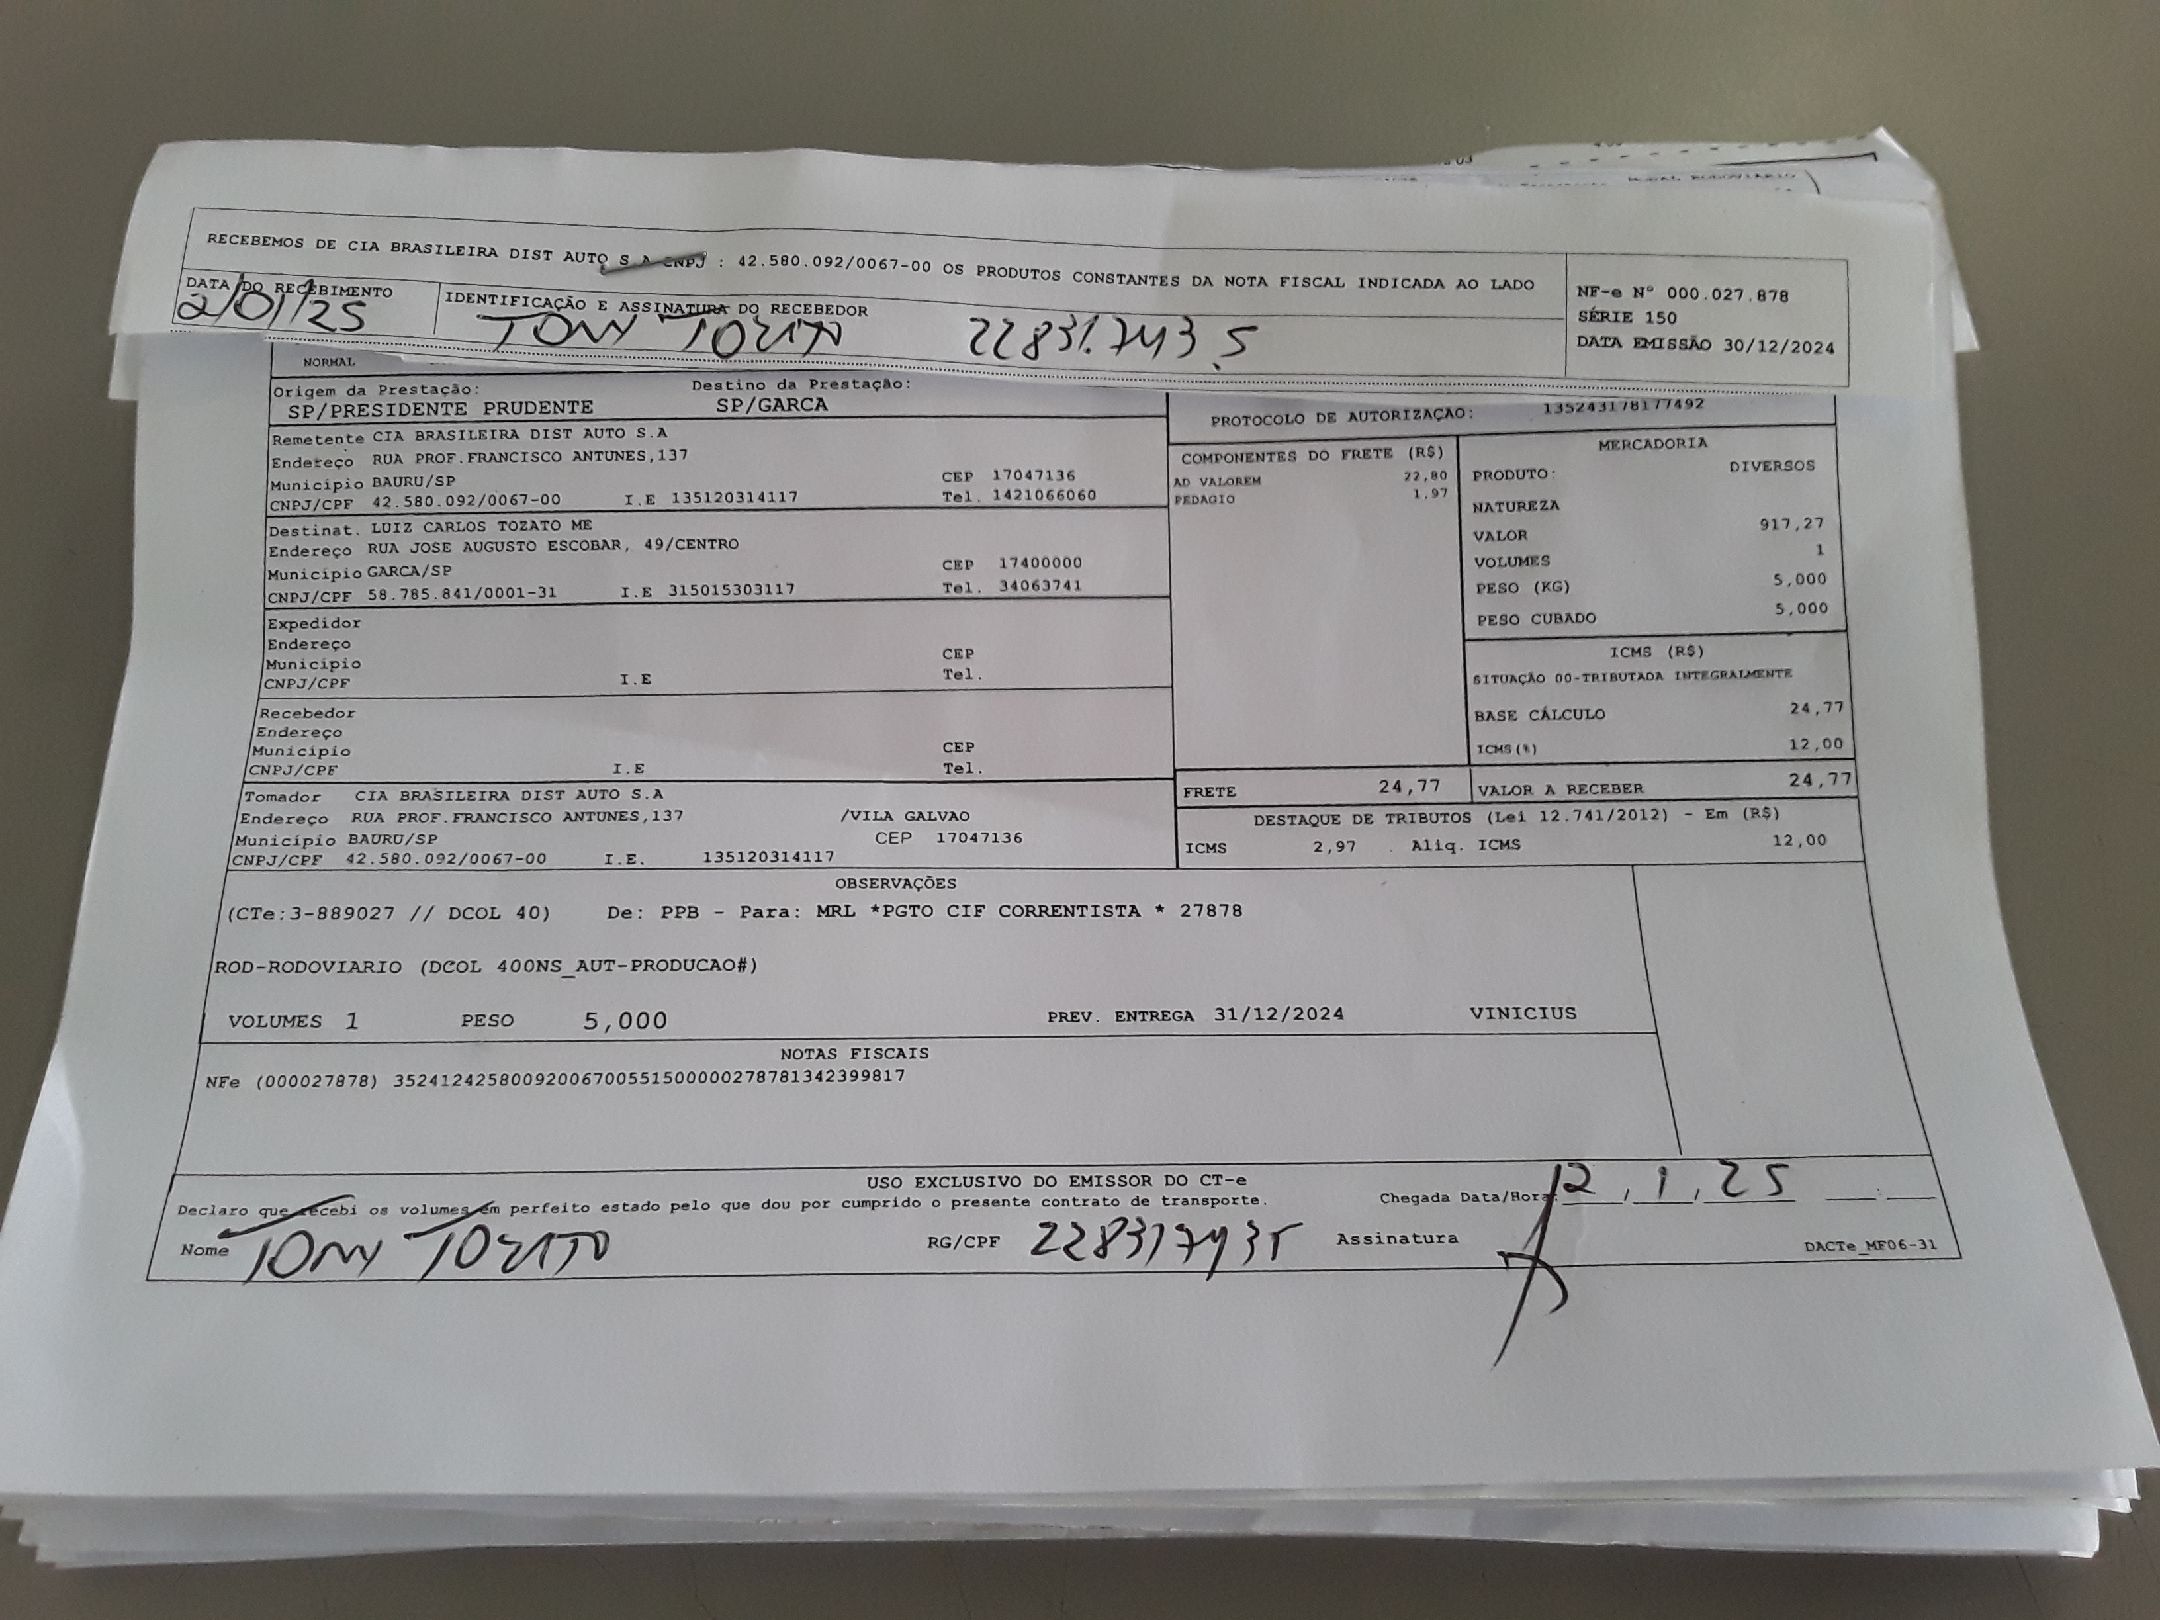 RECEBEMOS DE CIA BRASILEIRA DIST AUTO S.A CNPJ : 42.580.092/0067-00 OS PRODUTOS CONSTANTES DA NOTA FISCAL INDICADA AO LADO
NF-e Nº 000.027.878
SÉRIE 150
DATA EMISSÃO 30/12/2024
DATA DO RECEBIMENTO
2/01/25
IDENTIFICAÇÃO E ASSINATURA DO RECEBEDOR
TONY TOZATO 22831.743 5
NORMAL
Origem da Prestação: Destino da Prestação:
SP/PRESIDENTE PRUDENTE SP/GARCA
PROTOCOLO DE AUTORIZAÇAO: 135243178177492
Remetente CIA BRASILEIRA DIST AUTO S.A
Endereço RUA PROF.FRANCISCO ANTUNES,137
Município BAURU/SP CEP 17047136
CNPJ/CPF 42.580.092/0067-00 I.E 135120314117 Tel. 1421066060
Destinat. LUIZ CARLOS TOZATO ME
Endereço RUA JOSE AUGUSTO ESCOBAR, 49/CENTRO
Município GARCA/SP CEP 17400000
CNPJ/CPF 58.785.841/0001-31 I.E 315015303117 Tel. 34063741
Expedidor
Endereço
Município CEP
CNPJ/CPF I.E Tel.
Recebedor
Endereço
Município CEP
CNPJ/CPF I.E Tel.
Tomador CIA BRASILEIRA DIST AUTO S.A
Endereço RUA PROF.FRANCISCO ANTUNES,137 /VILA GALVAO
Município BAURU/SP CEP 17047136
CNPJ/CPF 42.580.092/0067-00 I.E. 135120314117
COMPONENTES DO FRETE (R$)
AD VALOREM 22,80
PEDAGIO 1,97
MERCADORIA
PRODUTO: DIVERSOS
NATUREZA
VALOR 917,27
VOLUMES 1
PESO (KG) 5,000
PESO CUBADO 5,000
ICMS (R$)
SITUAÇÃO 00-TRIBUTADA INTEGRALMENTE
BASE CÁLCULO 24,77
ICMS(%) 12,00
FRETE 24,77 VALOR A RECEBER 24,77
DESTAQUE DE TRIBUTOS (Lei 12.741/2012) - Em (R$)
ICMS 2,97 . Aliq. ICMS 12,00
OBSERVAÇÕES
(CTe:3-889027 // DCOL 40) De: PPB - Para: MRL *PGTO CIF CORRENTISTA * 27878
ROD-RODOVIARIO (DCOL 400NS_AUT-PRODUCAO#)
VOLUMES 1 PESO 5,000 PREV. ENTREGA 31/12/2024 VINICIUS
NOTAS FISCAIS
NFe (000027878) 35241242580092006700551500000278781342399817
USO EXCLUSIVO DO EMISSOR DO CT-e
Declaro que recebi os volumes em perfeito estado pelo que dou por cumprido o presente contrato de transporte. Chegada Data/Hora: 2, 1, 25
Nome TONY TOZATO RG/CPF 228317435 Assinatura
DACTe_MF06-31